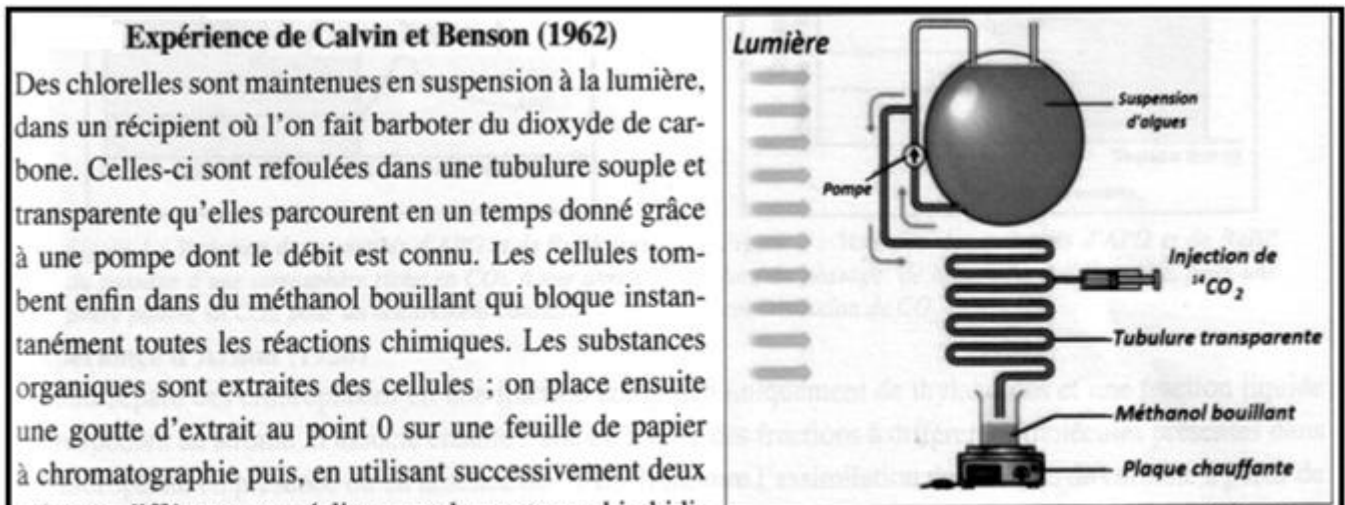 Expérience de Calvin et Benson (1962)
Des chlorelles sont maintenues en suspension à la lumière,
dans un récipient où l'on fait barboter du dioxyde de car-
bone. Celles-ci sont refoulées dans une tubulure souple et
transparente qu'elles parcourent en un temps donné grâce
à une pompe dont le débit est connu. Les cellules tom-
bent enfin dans du méthanol bouillant qui bloque instan-
tanément toutes les réactions chimiques. Les substances
organiques sont extraites des cellules ; on place ensuite
une goutte d'extrait au point 0 sur une feuille de papier
à chromatographie puis, en utilisant successivement deux
Lumière
Suspension
d'algues
Pompe
Injection de
¹⁴CO₂
Tubulure transparente
Méthanol bouillant
Plaque chauffante